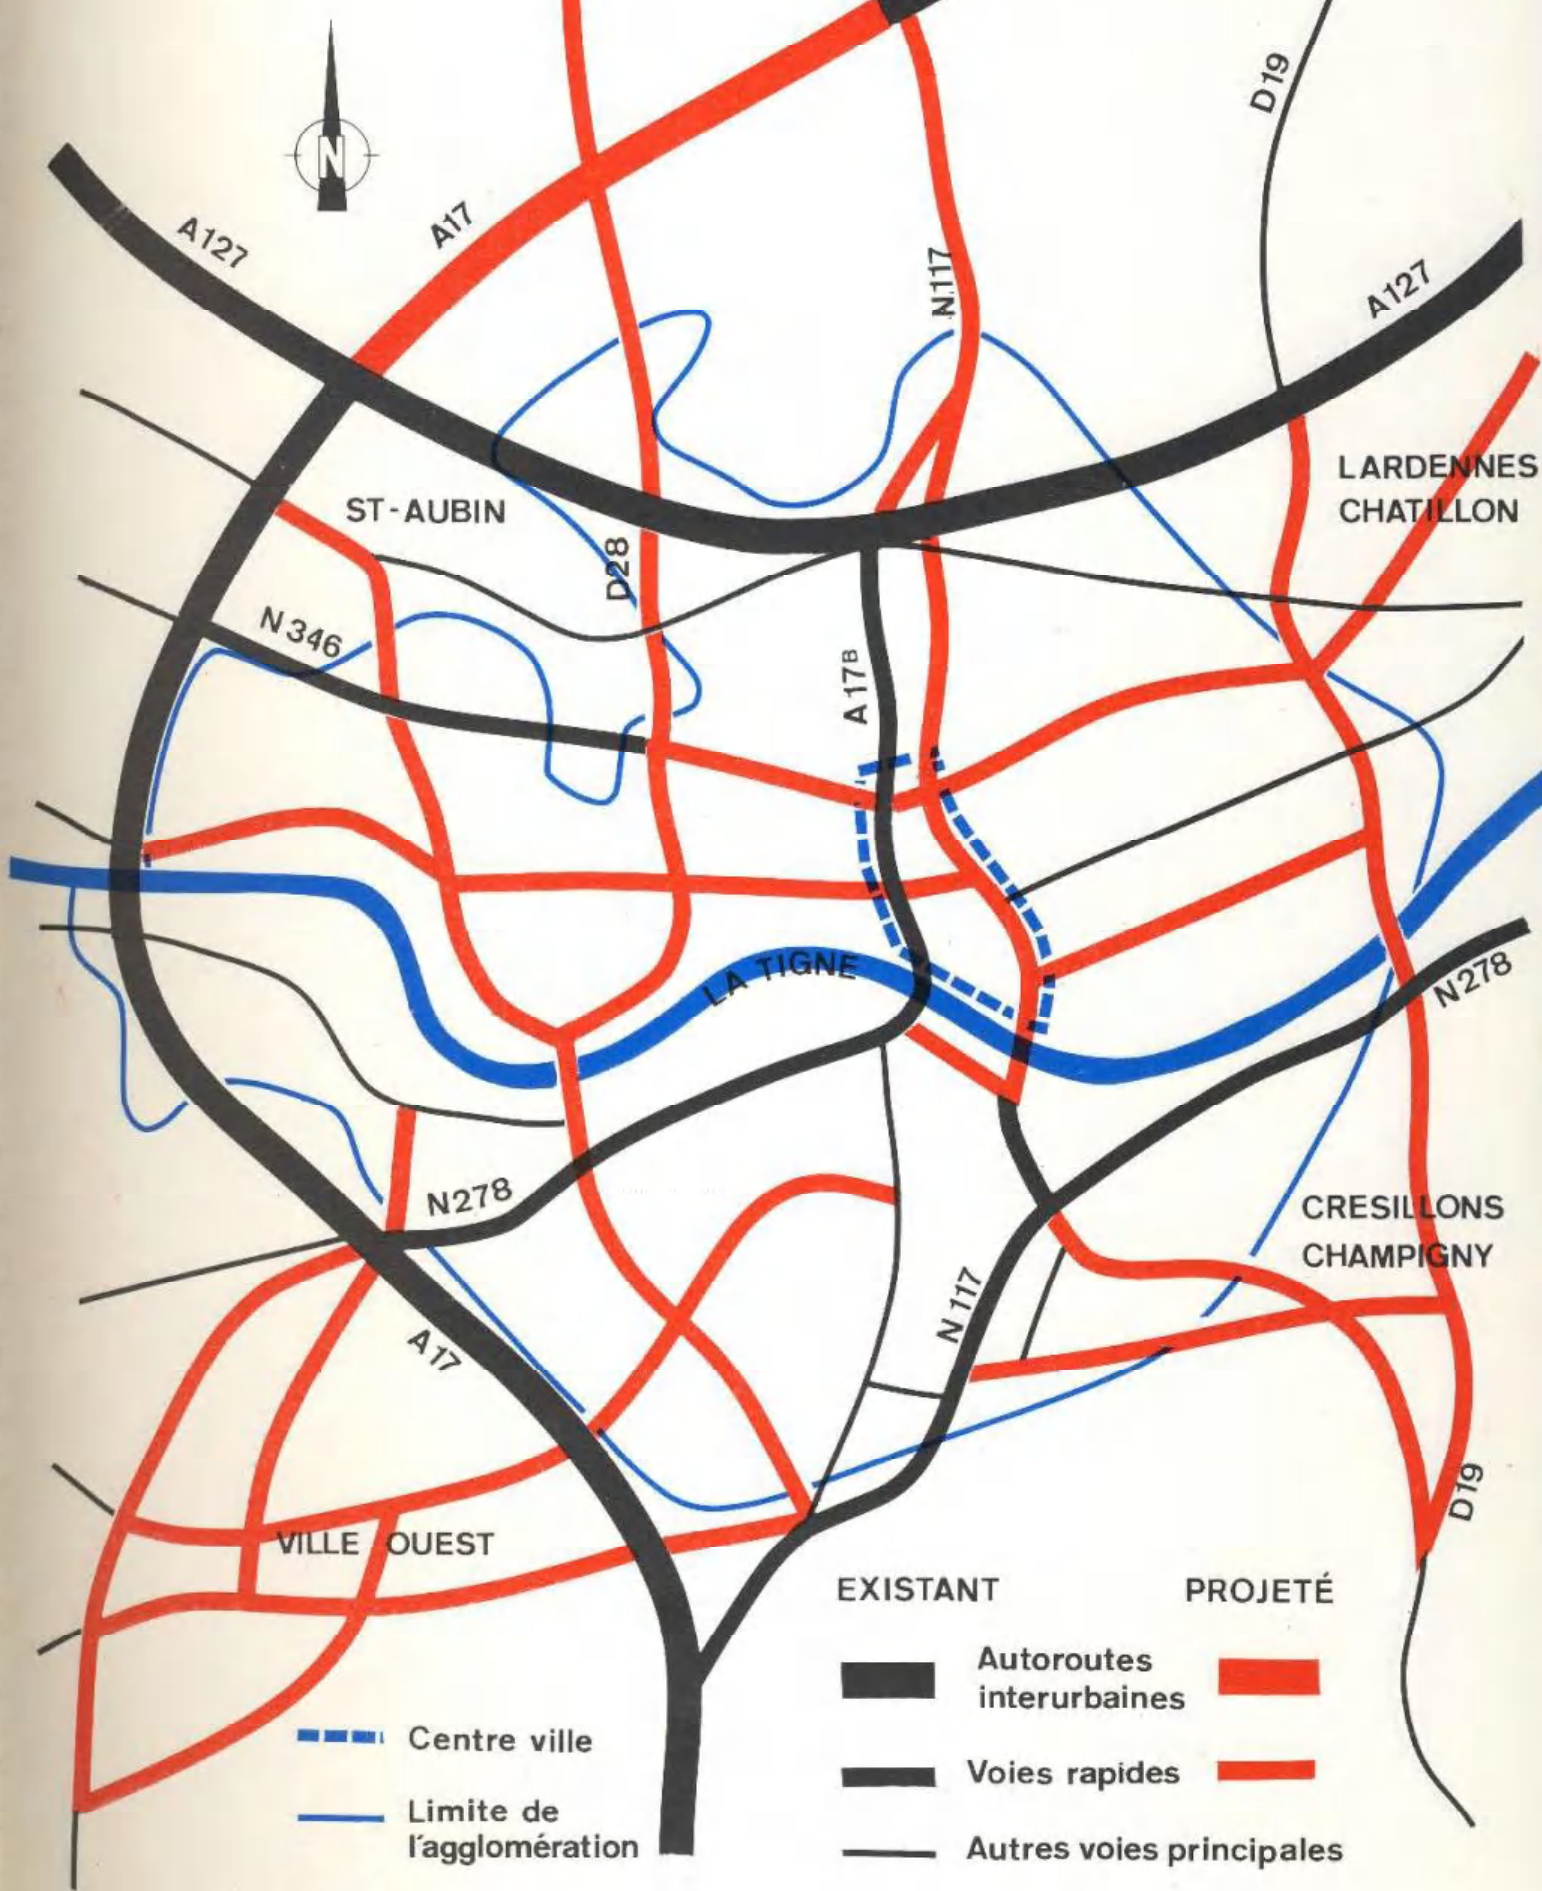 D19
N
A127
A17
N117
A127
LARDENNES
CHATILLON
ST-AUBIN
D28
N346
A17B
LA TIGNE
N278
N278
CRESILLONS
CHAMPIGNY
N 117
A17
D19
VILLE OUEST
EXISTANT PROJETÉ
Autoroutes
interurbaines
Centre ville
Voies rapides
Limite de
l'agglomération
Autres voies principales